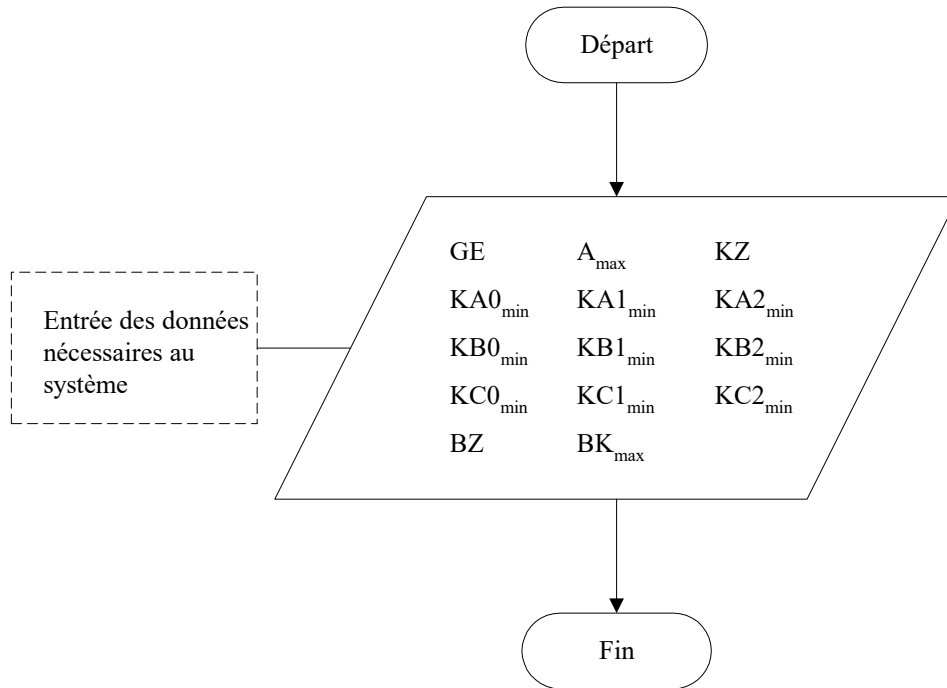 Départ
GE A_max KZ
KA0_min KA1_min KA2_min
KB0_min KB1_min KB2_min
KC0_min KC1_min KC2_min
BZ BK_max
Entrée des données
nécessaires au
système
Fin